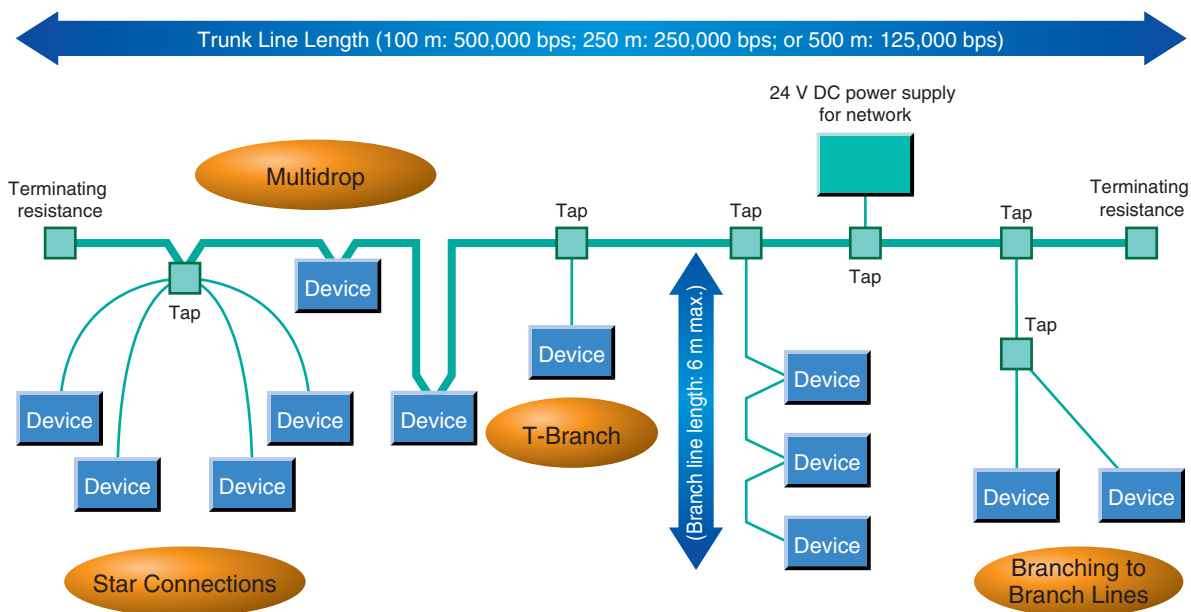 Trunk Line Length (100 m: 500,000 bps; 250 m: 250,000 bps; or 500 m: 125,000 bps)
24 V DC power supply
for network
Multidrop
Terminating
resistance
Tap
Tap
Tap
Terminating
resistance
Tap
Tap
Device
Device
Device
Device
Device
Device
Device
Device
T-Branch
(Branch line length: 6 m max.)
Device
Device
Device
Tap
Device
Device
Star Connections
Branching to
Branch Lines